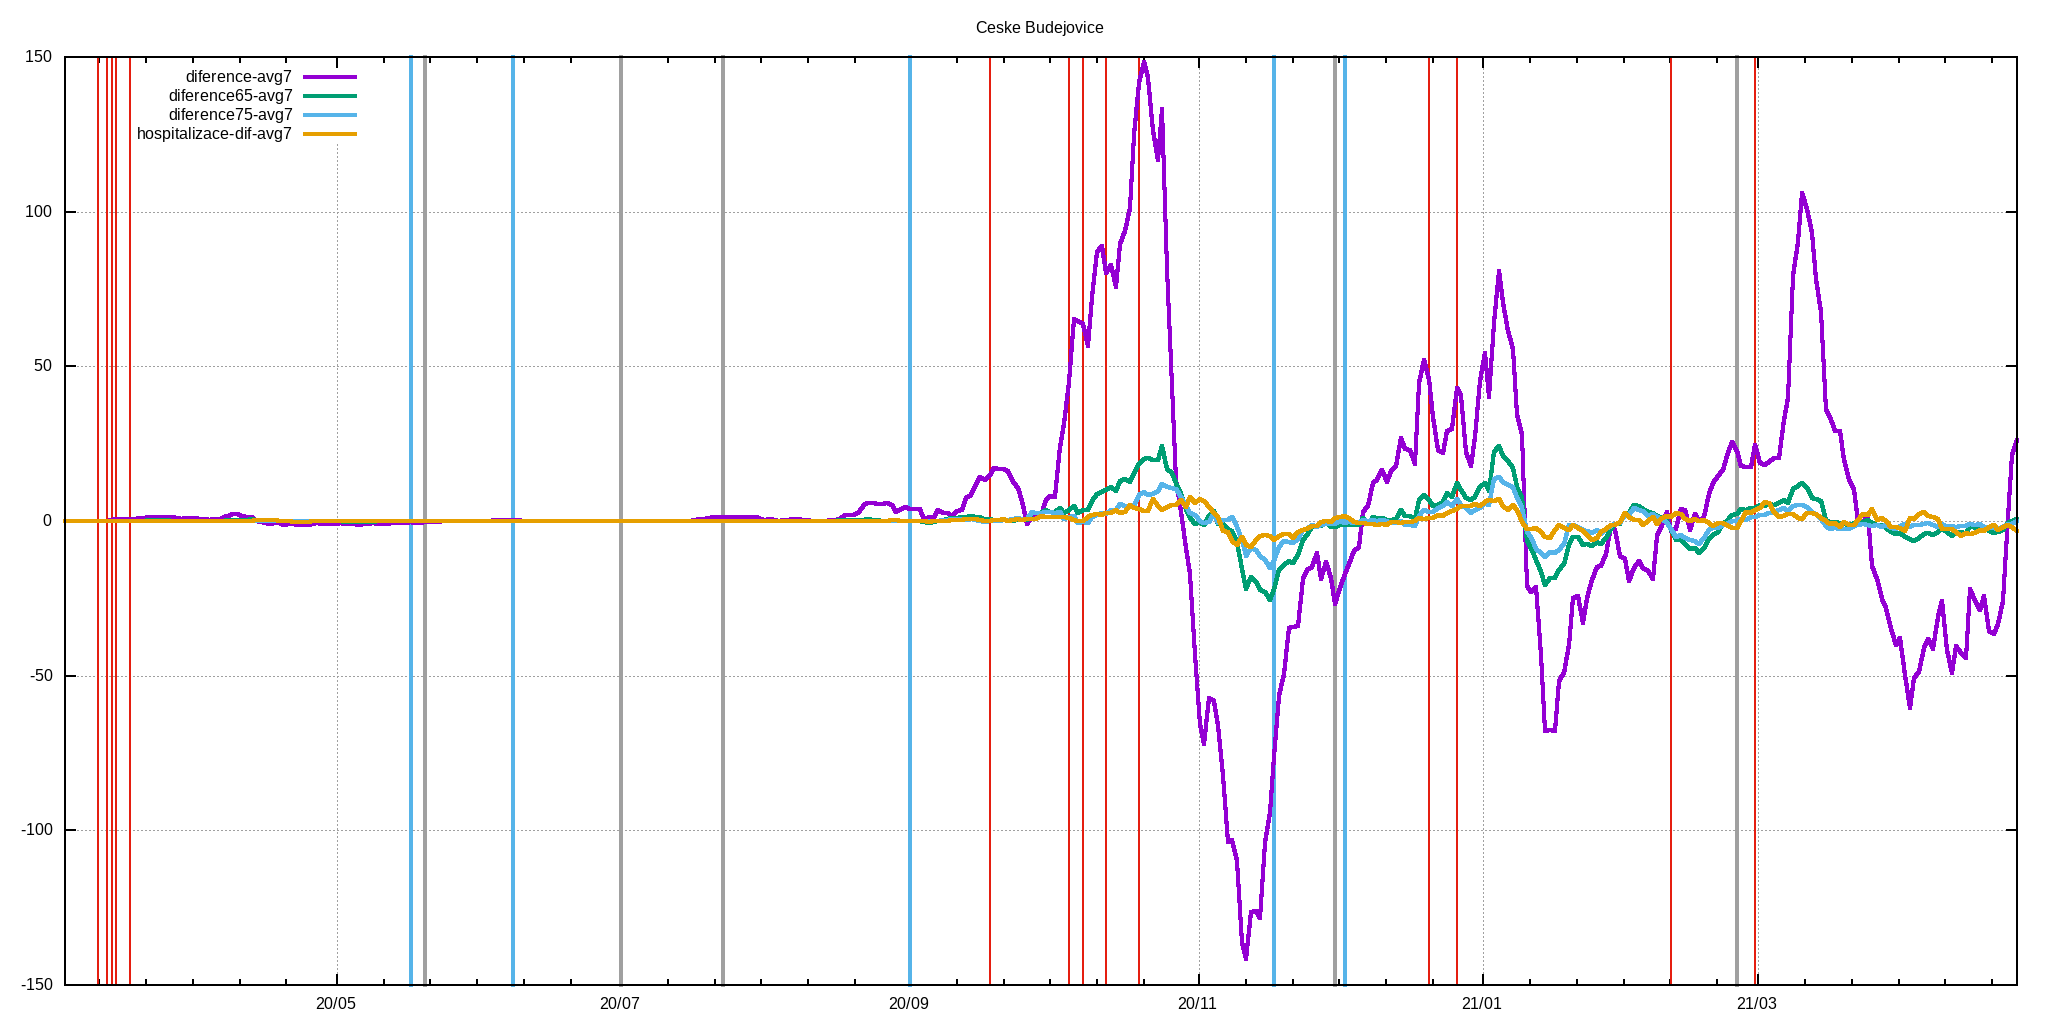 Ceske Budejovice
diference-avg7
diference65-avg7
diference75-avg7
hospitalizace-dif-avg7
150
100
50
0
-50
-100
-150
20/05 20/07 20/09 20/11 21/01 21/03